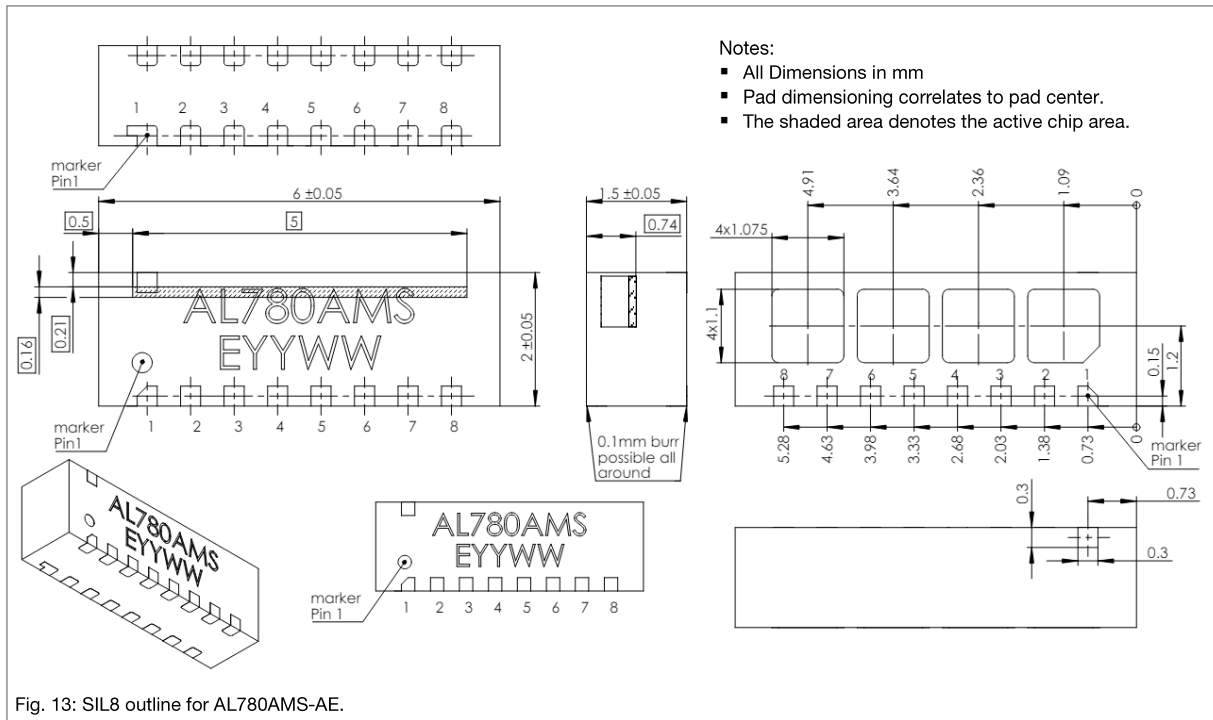 Notes:
▪ All Dimensions in mm
▪ Pad dimensioning correlates to pad center.
▪ The shaded area denotes the active chip area.
1 2 3 4 5 6 7 8
marker
Pin1
6 ±0.05
0.5
5
0.21
0.16
2 ±0.05
AL780AMS
EYYWW
marker
Pin1
1 2 3 4 5 6 7 8
1.5 ±0.05
0.74
0.1mm burr
possible all
around
4.91 3.64 2.36 1.09 0
4x1.075
4x1.1
0.15
1.2
8 7 6 5 4 3 2 1
5.28 4.63 3.98 3.33 2.68 2.03 1.38 0.73 0
marker
Pin 1
AL780AMS
EYYWW
AL780AMS
EYYWW
marker
Pin 1
1 2 3 4 5 6 7 8
0.3
0.73
0.3
Fig. 13: SIL8 outline for AL780AMS-AE.